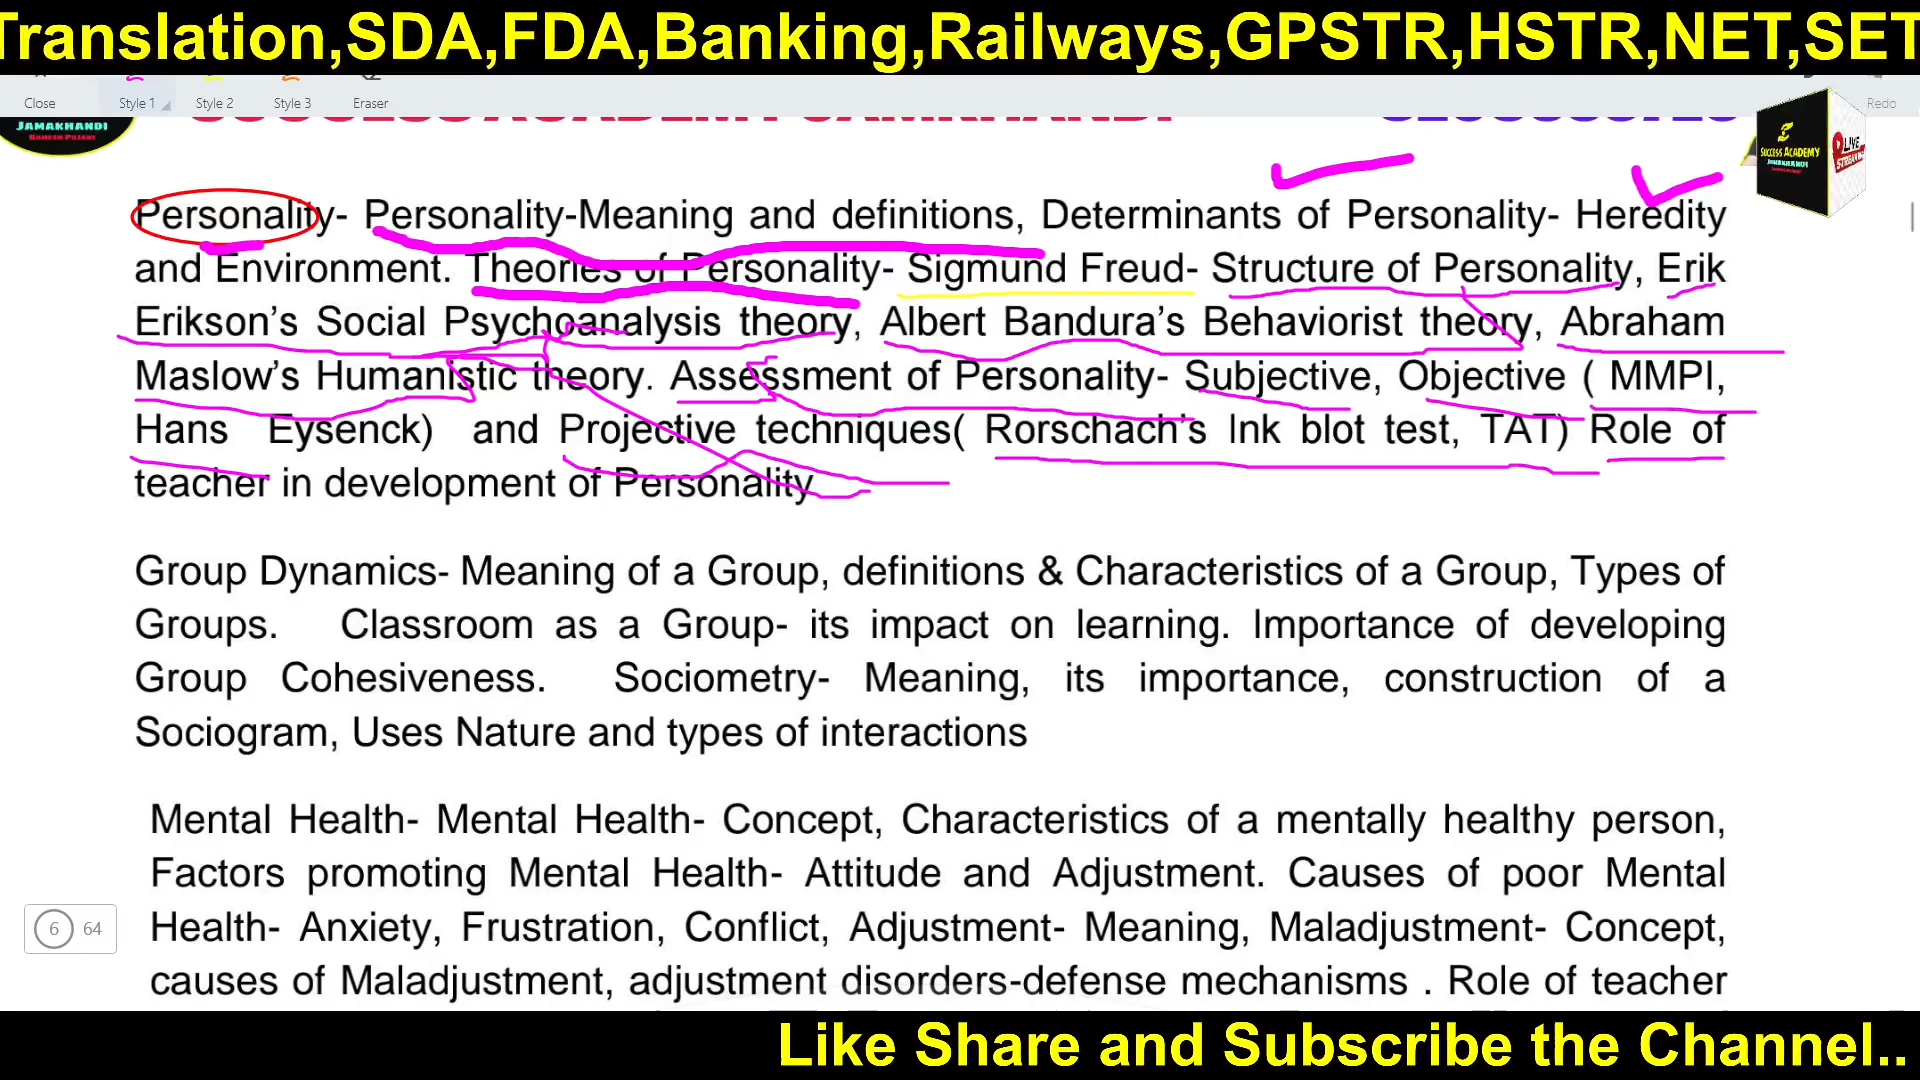 Translation,SDA,FDA,Banking,Railways,GPSTR,HSTR,NET,SET
Close Style 1 Style 2 Style 3 Eraser Redo
JAMAKHANDI
SUCCESS ACADEMY
JAMAKHANDI
LIVE
STREAMING
Personality- Personality-Meaning and definitions, Determinants of Personality- Heredity
and Environment. Theories of Personality- Sigmund Freud- Structure of Personality, Erik
Erikson's Social Psychoanalysis theory, Albert Bandura's Behaviorist theory, Abraham
Maslow's Humanistic theory. Assessment of Personality- Subjective, Objective ( MMPI,
Hans Eysenck) and Projective techniques( Rorschach's Ink blot test, TAT) Role of
teacher in development of Personality
Group Dynamics- Meaning of a Group, definitions & Characteristics of a Group, Types of
Groups. Classroom as a Group- its impact on learning. Importance of developing
Group Cohesiveness. Sociometry- Meaning, its importance, construction of a
Sociogram, Uses Nature and types of interactions
Mental Health- Mental Health- Concept, Characteristics of a mentally healthy person,
Factors promoting Mental Health- Attitude and Adjustment. Causes of poor Mental
Health- Anxiety, Frustration, Conflict, Adjustment- Meaning, Maladjustment- Concept,
causes of Maladjustment, adjustment disorders-defense mechanisms . Role of teacher
6 64
Like Share and Subscribe the Channel..